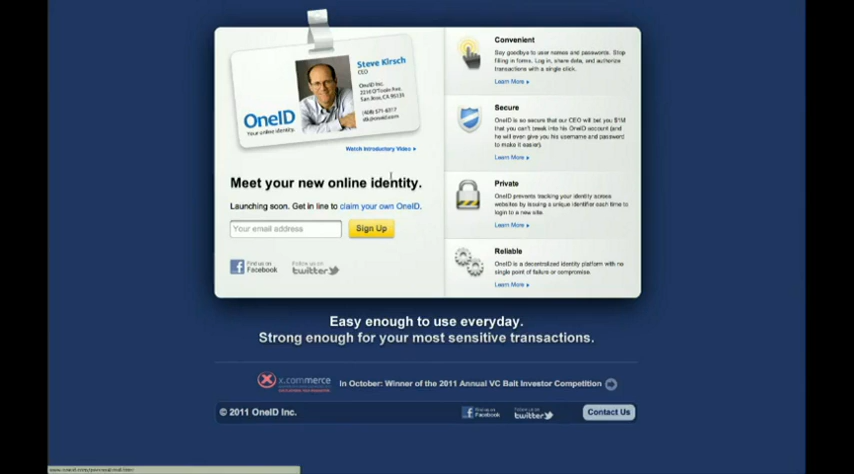 Steve Kirsch
CEO
OneID Inc.
San Jose, CA 95131
OneID
Your online identity.
Watch Introductory Video
Meet your new online identity.
Launching soon. Get in line to claim your own OneID.
Your email address
Sign Up
Find us on
Facebook
Follow us on
twitter
Convenient
Say goodbye to user names and passwords. Stop
filling in forms. Log in, share data, and authorize
transactions with a single click.
Learn More
Secure
OneID is so secure that our CEO will bet you $1M
that you can't break into his OneID account (and
he will even give you his username and password
to make it easier).
Learn More
Private
OneID prevents tracking your identity across
websites by issuing a unique identifier each time to
login to a new site.
Learn More
Reliable
OneID is a decentralized identity platform with no
single point of failure or compromise.
Learn More
Easy enough to use everyday.
Strong enough for your most sensitive transactions.
x.commerce
In October: Winner of the 2011 Annual VC Bait Investor Competition
© 2011 OneID Inc.
Find us on
Facebook
Follow us on
twitter
Contact Us